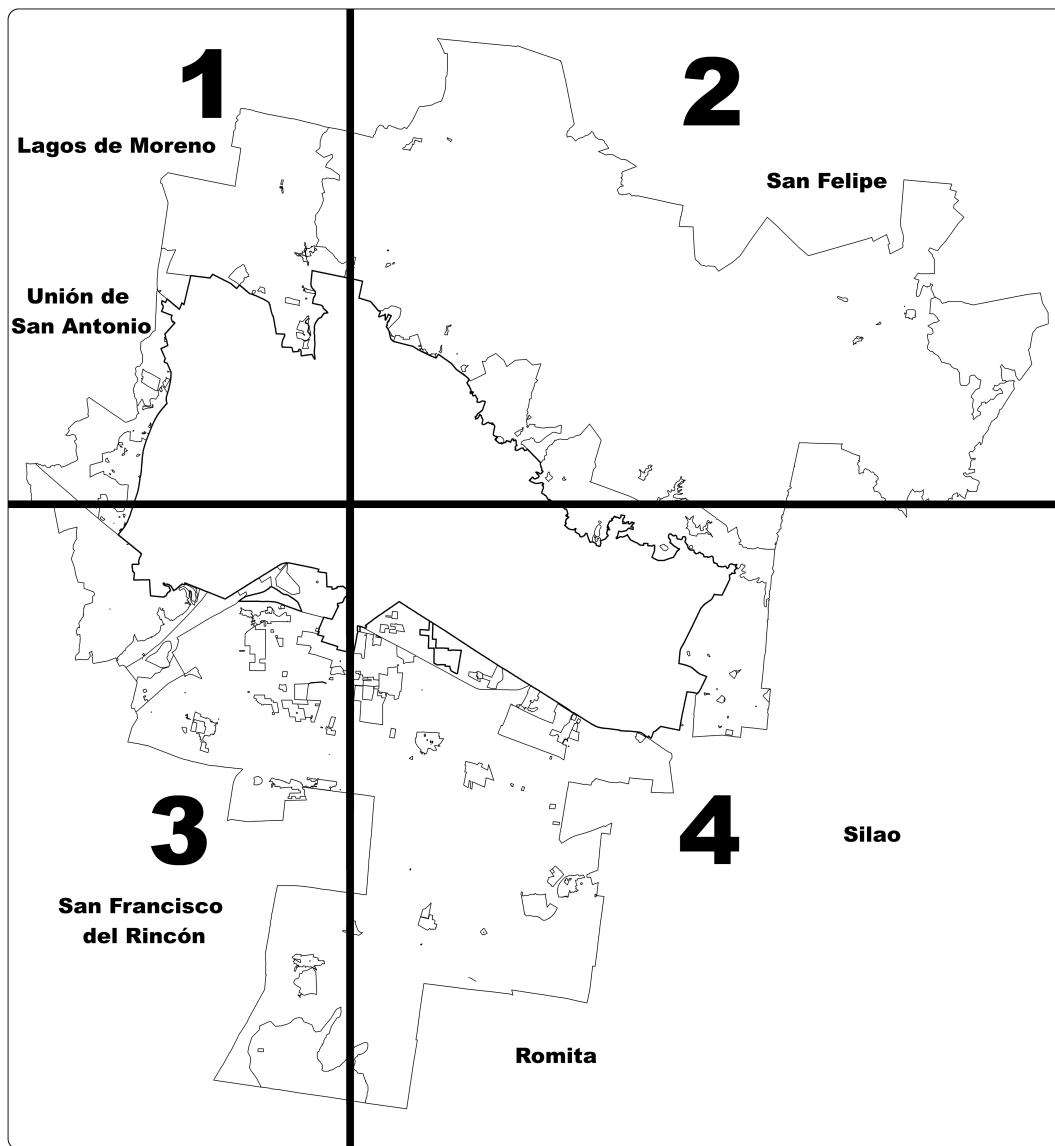 1
2
Lagos de Moreno
San Felipe
Unión de
San Antonio
3
4
Silao
San Francisco
del Rincón
Romita